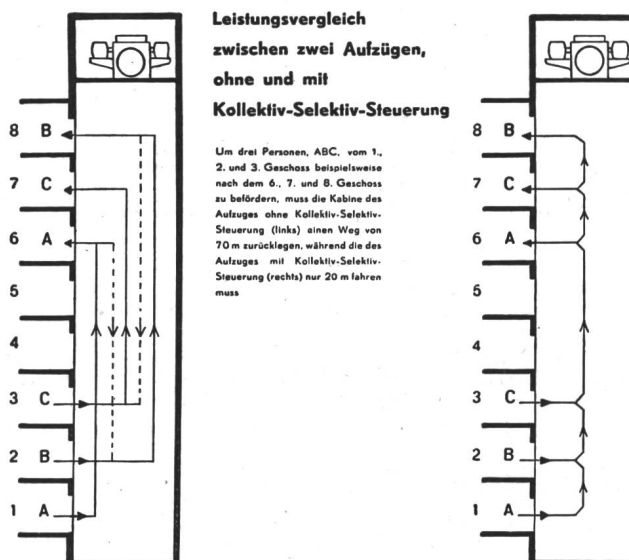 Leistungsvergleich
zwischen zwei Aufzügen,
ohne und mit
Kollektiv-Selektiv-Steuerung
Um drei Personen, ABC, vom 1.,
2. und 3. Geschoss beispielsweise
nach dem 6., 7. und 8. Geschoss
zu befördern, muss die Kabine des
Aufzuges ohne Kollektiv-Selektiv-
Steuerung (links) einen Weg von
70 m zurücklegen, während die des
Aufzuges mit Kollektiv-Selektiv-
Steuerung (rechts) nur 20 m fahren
muss
8 B
7 C
6 A
5
4
3 C
2 B
1 A
8 B
7 C
6 A
5
4
3 C
2 B
1 A